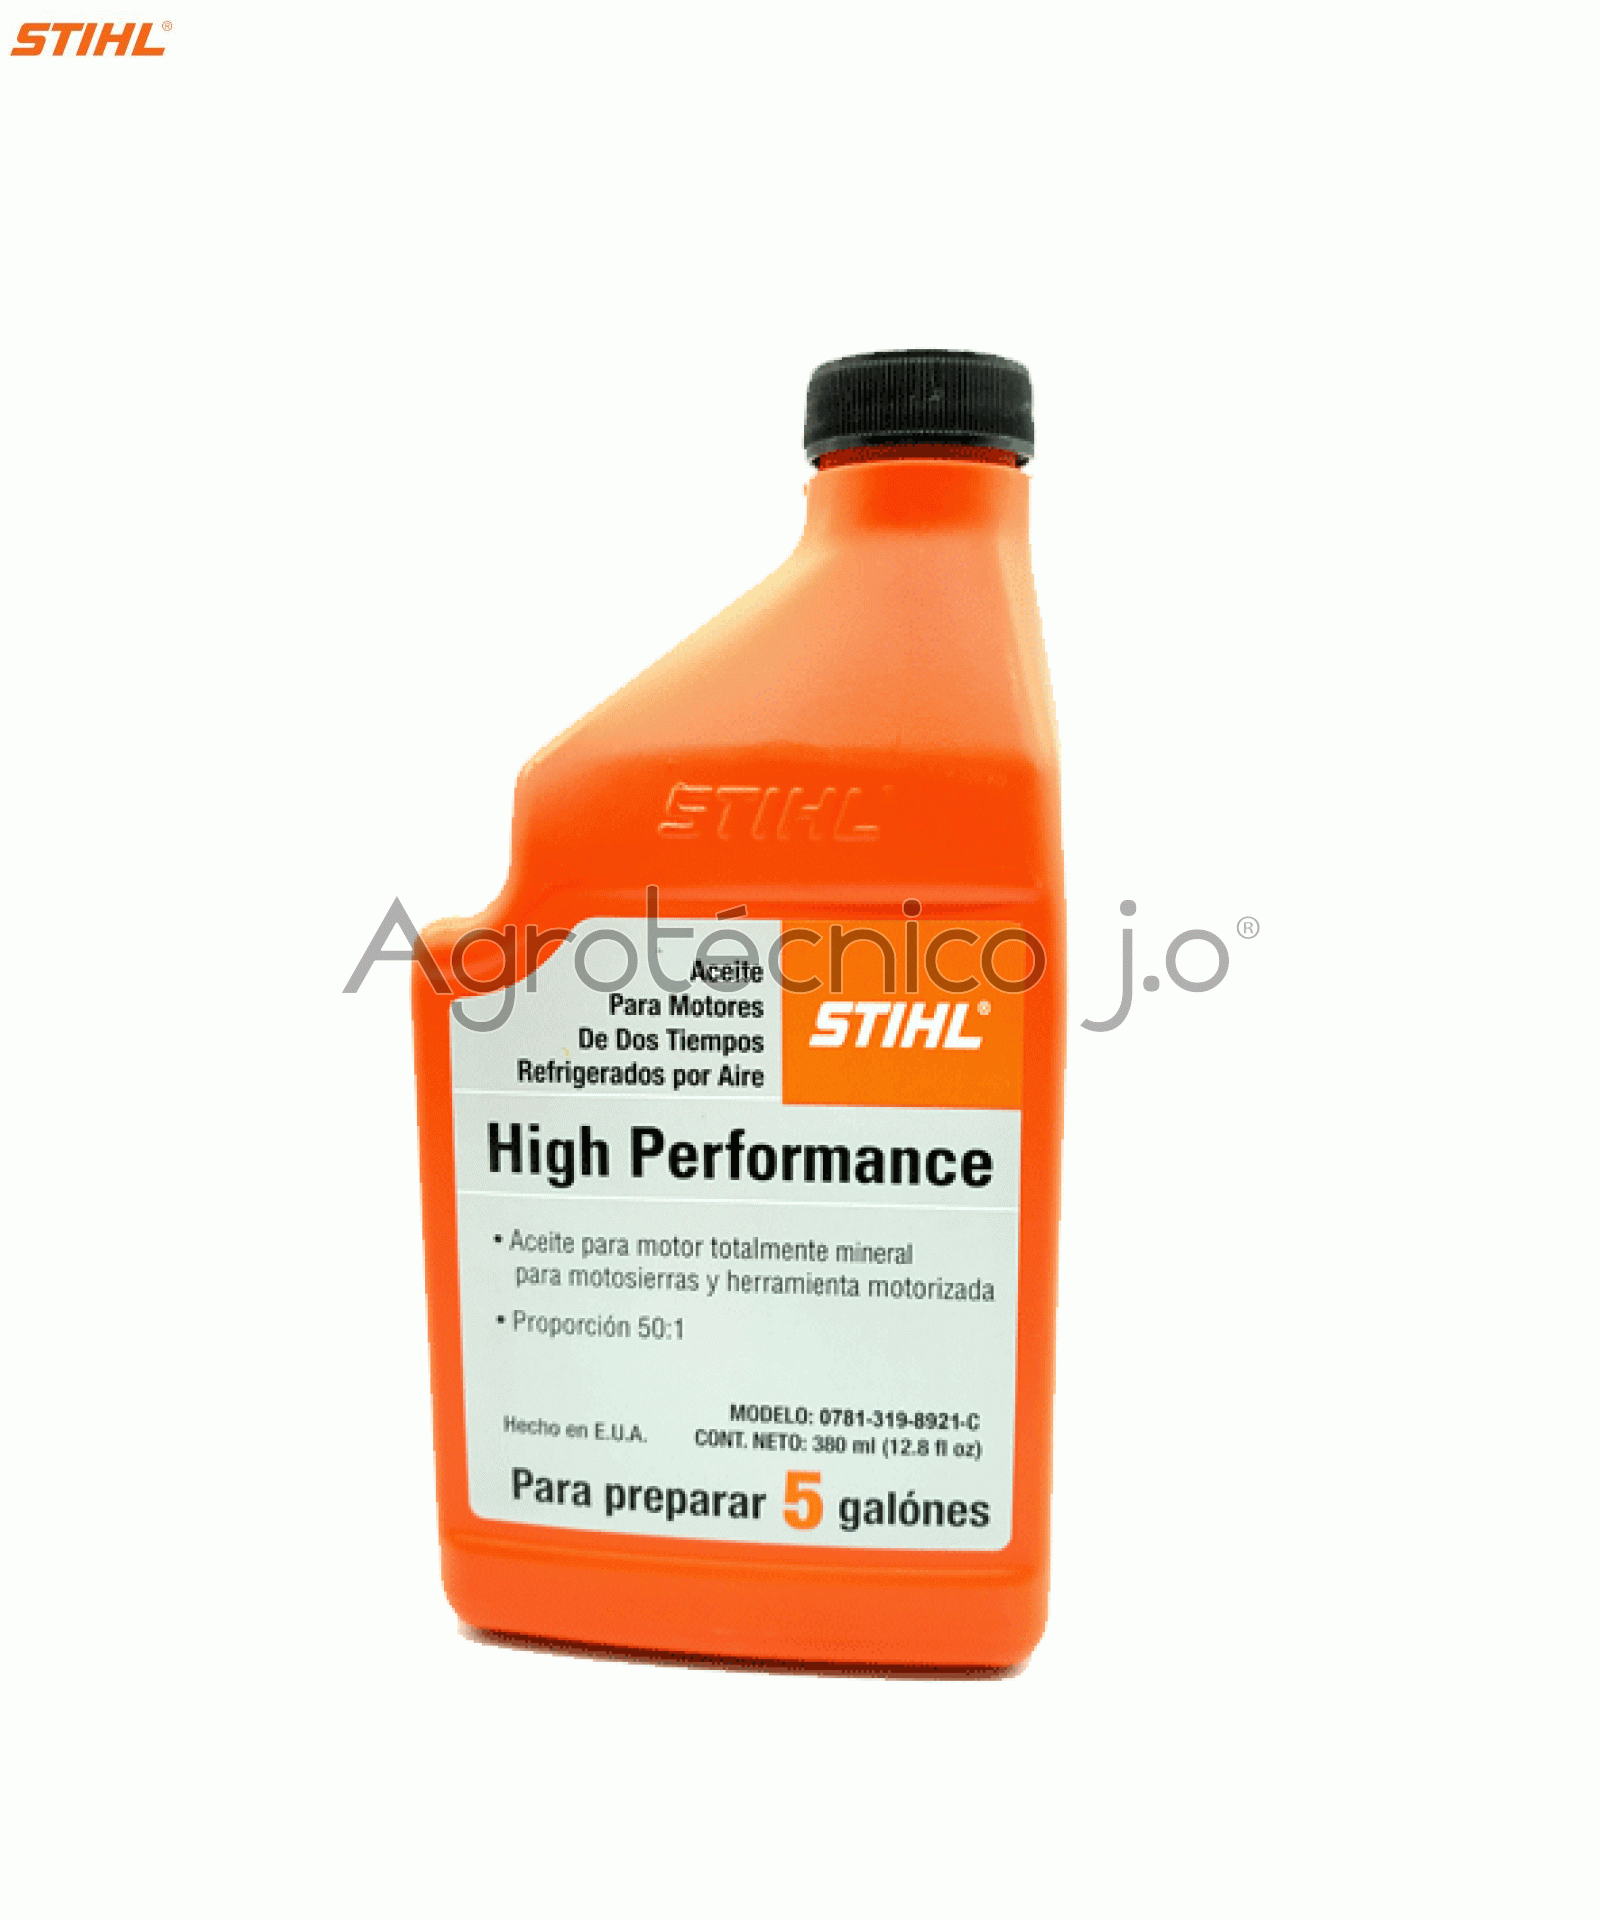 STIHL®
STIHL
Agrotécnico j.o®
Aceite
Para Motores
De Dos Tiempos
Refrigerados por Aire
STIHL®
High Performance
• Aceite para motor totalmente mineral
para motosierras y herramienta motorizada
• Proporción 50:1
MODELO: 0781-319-8921-C
Hecho en E.U.A.
CONT. NETO: 380 ml (12.8 fl oz)
Para preparar 5 galónes